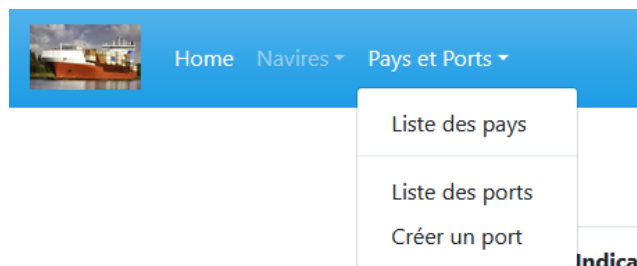 Home Navires Pays et Ports
Liste des pays
Liste des ports
Créer un port